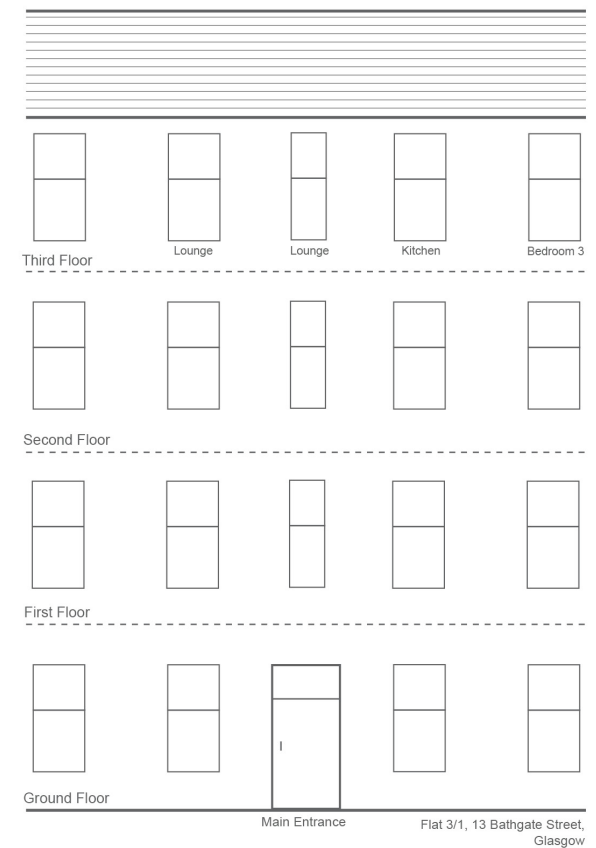 Lounge Lounge Kitchen Bedroom 3
Third Floor
Second Floor
First Floor
Ground Floor
Main Entrance
Flat 3/1, 13 Bathgate Street,
Glasgow